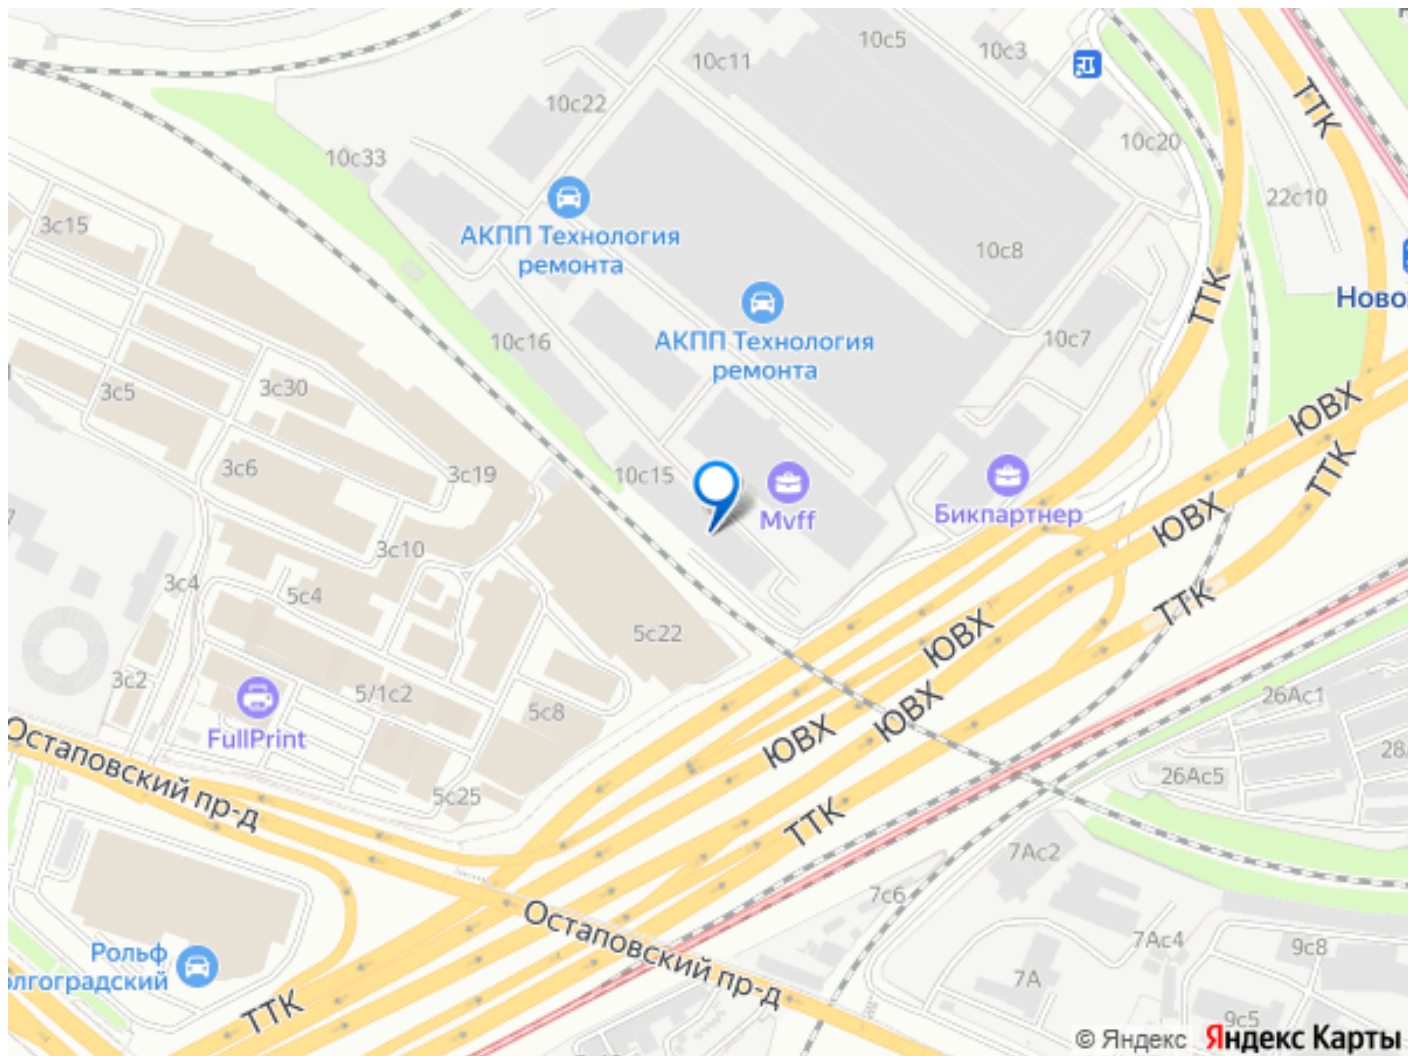 10с5
10с3
10с11
ТТК
10с22
10с20
10с33
22с10
3с15
АКПП Технология
ремонта
10с8
ТТК
Ново
10с16
АКПП Технология
ремонта
10с7
3с5
3с30
ЮВХ
3с6
3с19
10с15
ТТК
Mvff
Бикпартнер
ЮВХ
3с10
3с4
5с4
ТТК
5с22
ЮВХ
3с2
5/1с2
26Ас1
5с8
ЮВХ
FullPrint
ЮВХ
Остаповский пр-д
26Ас5
5с25
ТТК
7Ас2
7с6
Остаповский пр-д
7Ас4
9с8
Рольф
олгоградский
7А
ТТК
9с5
© Яндекс Яндекс Карты